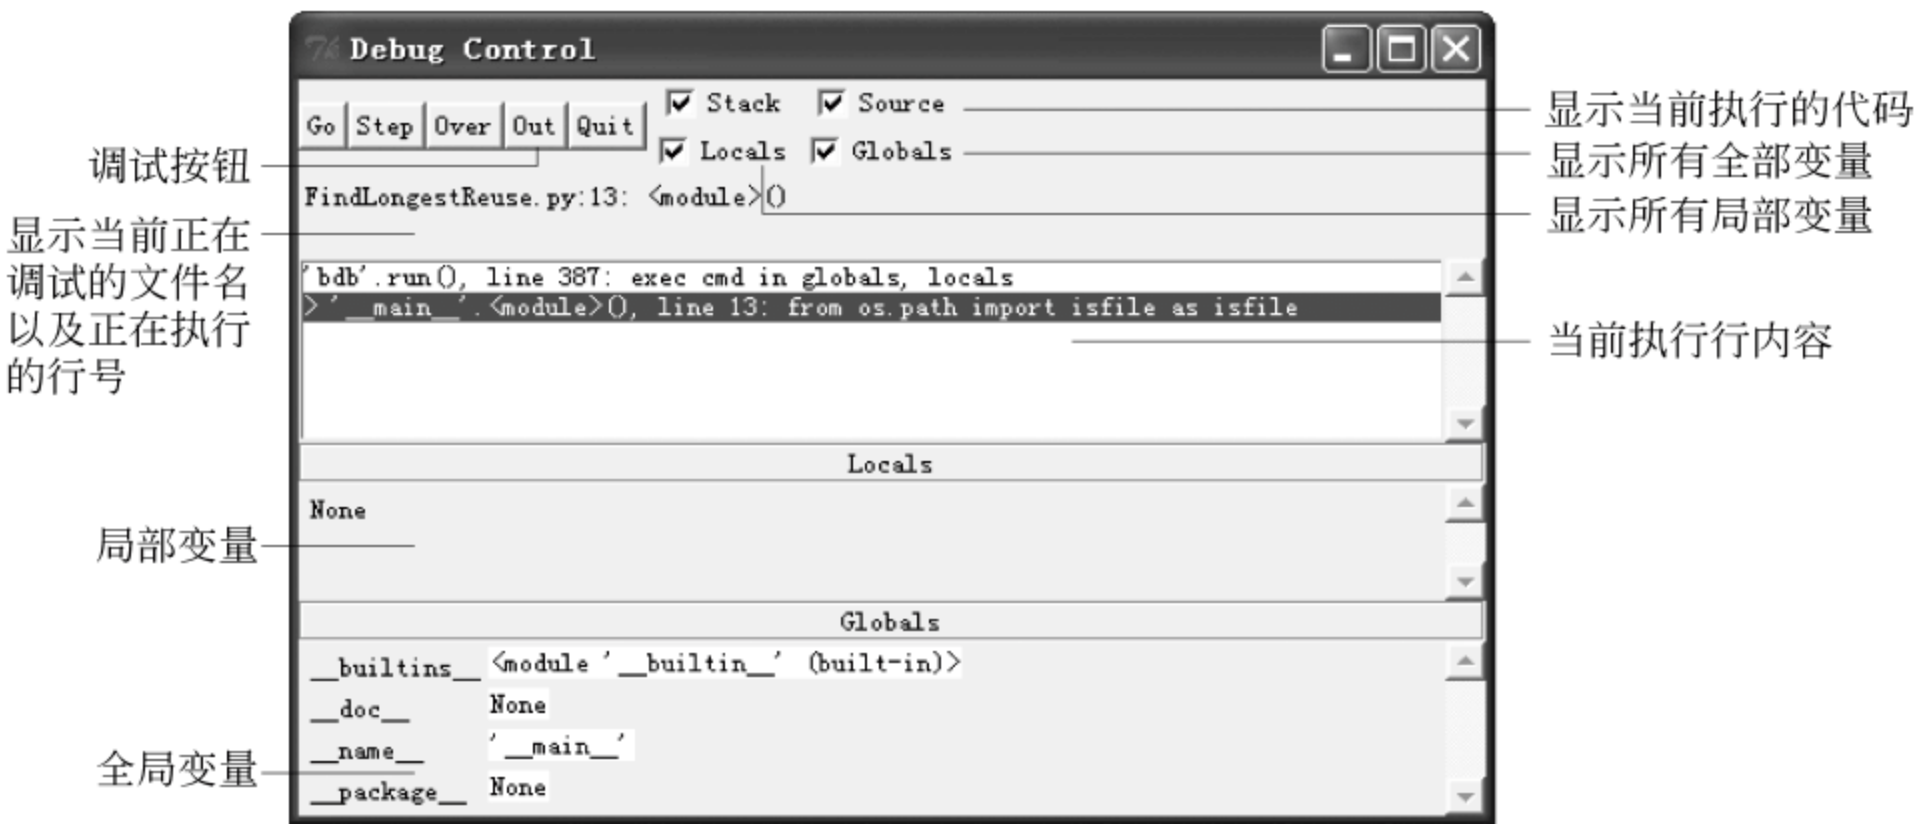 Debug Control
Go Step Over Out Quit
Stack Source
Locals Globals
显示当前执行的代码
显示所有全部变量
显示所有局部变量
调试按钮
FindLongestReuse.py:13: <module>()
显示当前正在
调试的文件名
以及正在执行
的行号
'bdb'.run(), line 387: exec cmd in globals, locals
> '__main__'.<module>(), line 13: from os.path import isfile as isfile
当前执行行内容
Locals
None
局部变量
Globals
__builtins__ <module '__builtin__' (built-in)>
__doc__ None
__name__ '__main__'
全局变量
__package__ None